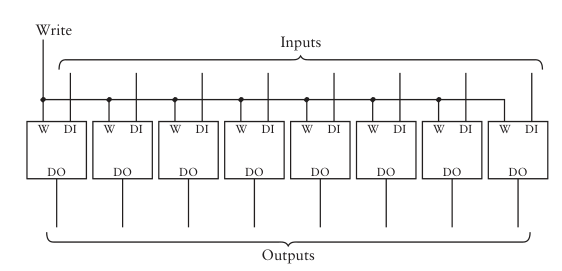 Write
Inputs
W DI W DI W DI W DI W DI W DI W DI W DI
DO DO DO DO DO DO DO DO
Outputs